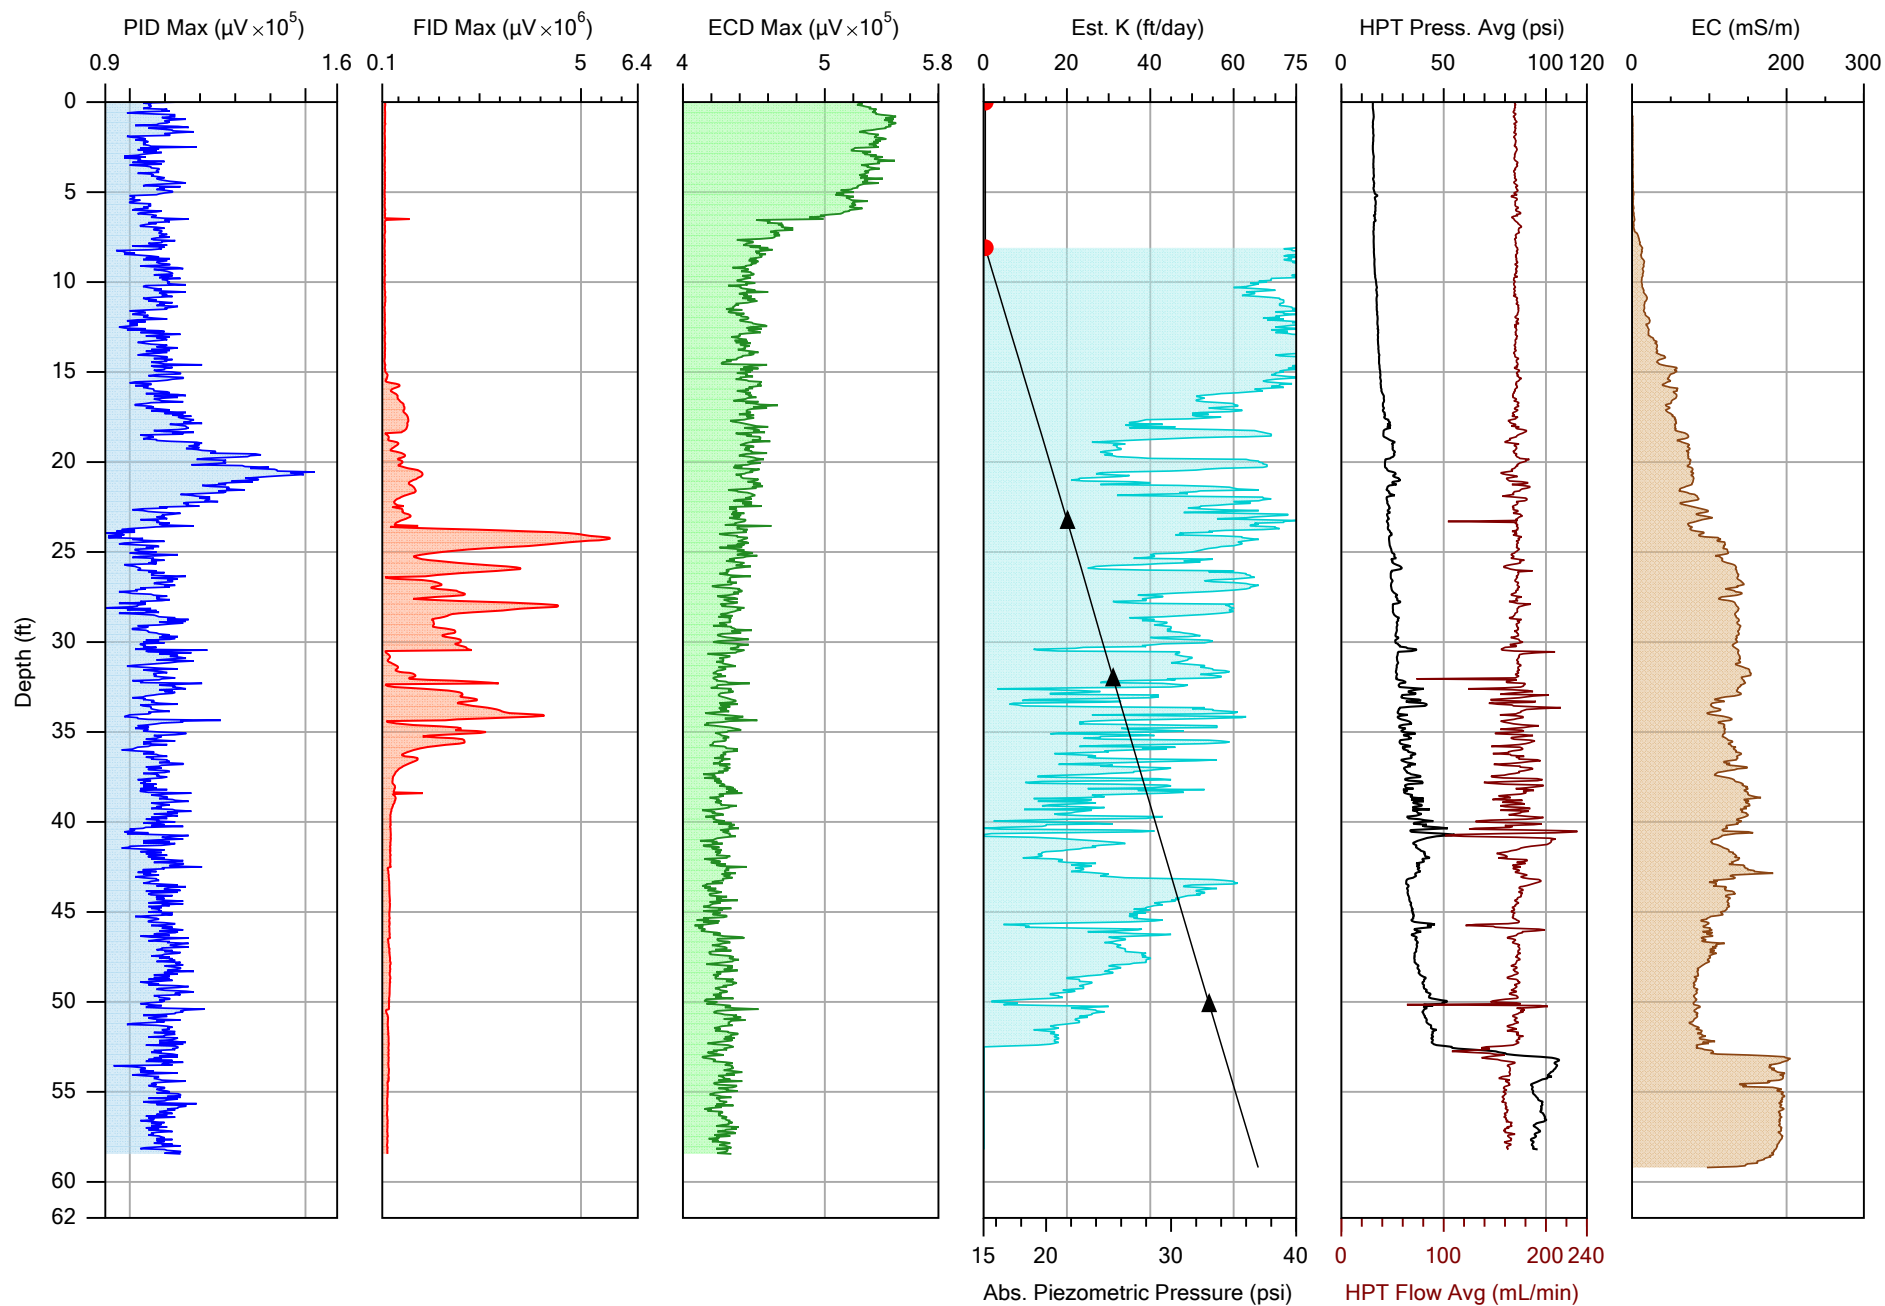 PID Max (µV ×10⁵)
FID Max (µV ×10⁶)
ECD Max (µV ×10⁵)
Est. K (ft/day)
HPT Press. Avg (psi)
EC (mS/m)
0.9 1.6
0.1 5 6.4
4 5 5.8
0 20 40 60 75
0 50 100 120
0 200 300
0
5
10
15
20
25
30
35
40
45
50
55
60
62
Depth (ft)
15 20 30 40
0 100 200 240
Abs. Piezometric Pressure (psi)
HPT Flow Avg (mL/min)